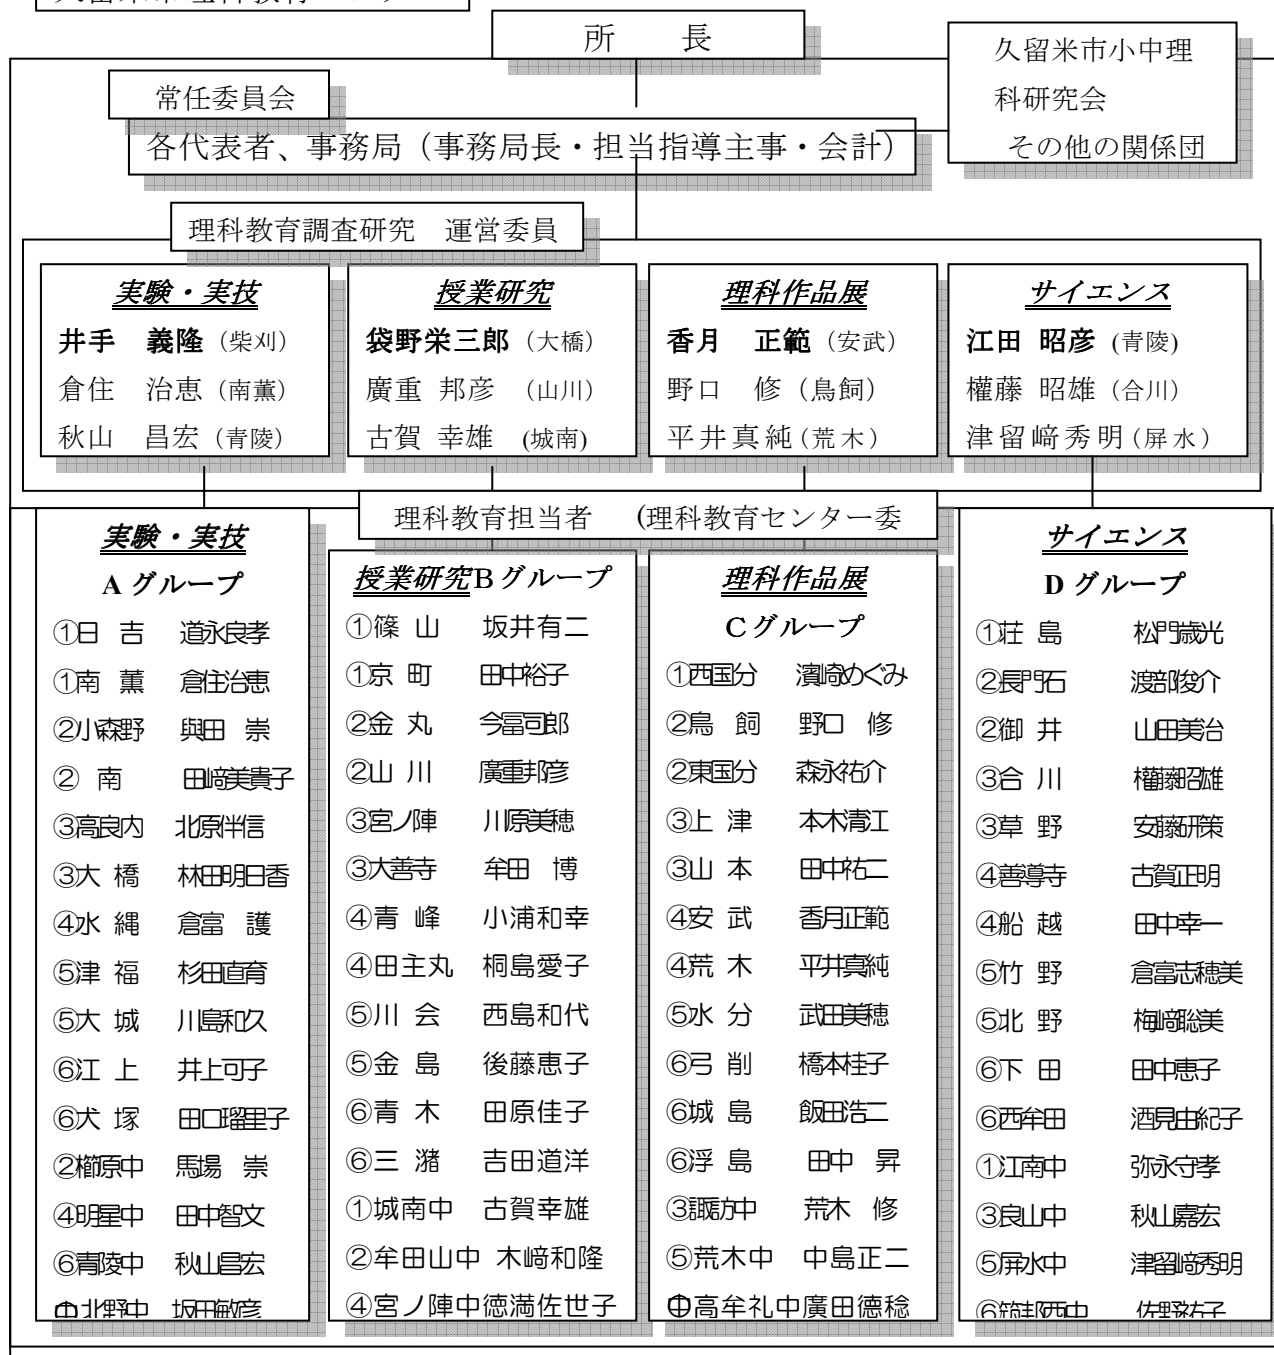 所　　長
久留米市小中理
科研究会
その他の関係団
常任委員会
各代表者、事務局（事務局長・担当指導主事・会計）
理科教育調査研究　運営委員
実験・実技
井手　義隆（柴刈）
倉住　治恵（南薫）
秋山　昌宏（青陵）
授業研究
袋野栄三郎（大橋）
廣重 邦彦　（山川）
古賀 幸雄　(城南)
理科作品展
香月　正範（安武）
野口　修（鳥飼）
平井真純（荒木）
サイエンス
江田 昭彦 (青陵)
權藤 昭雄（合川）
津留﨑秀明（屏水）
理科教育担当者　　(理科教育センター委
実験・実技
A グループ
①日 吉　道永良孝
①南 薫　倉住治恵
②小森野　與田 崇
② 南　田﨑美貴子
③高良内　北原伴信
③大 橋　林田明日香
④水 縄　倉富 護
⑤津 福　杉田直育
⑤大 城　川島和久
⑥江 上　井上可子
⑥犬 塚　田口瑠里子
②櫛原中　馬場 崇
④明星中　田中智文
⑥青陵中　秋山昌宏
①北野中　坂田敏彦
授業研究Bグループ
①篠 山　坂井有二
①京 町　田中裕子
②金 丸　今冨司郎
②山 川　廣重邦彦
③宮ノ陣　川原美穂
③大善寺　牟田 博
④青 峰　小浦和幸
④田主丸　桐島愛子
⑤川 会　西島和代
⑤金 島　後藤恵子
⑥青 木　田原佳子
⑥三 潴　吉田道洋
①城南中　古賀幸雄
②牟田山中　木﨑和隆
④宮ノ陣中徳満佐世子
理科作品展
Cグループ
①西国分　濱崎めぐみ
②鳥 飼　野口 修
②東国分　森永祐介
③上 津　本木清江
③山 本　田中祐二
④安 武　香月正範
④荒 木　平井真純
⑤水 分　武田美穂
⑥弓 削　橋本桂子
⑥城 島　飯田浩二
⑥浮 島　田中 昇
③諏訪中　荒木 修
⑤荒木中　中島正二
㊥高牟礼中廣田德稔
サイエンス
D グループ
①荘 島　松門歳光
②長門石　渡部俊介
②御 井　山田美治
③合 川　權藤昭雄
③草 野　安藤研策
④善導寺　古賀正明
④船 越　田中幸一
⑤竹 野　倉富志穂美
⑤北 野　梅﨑聡美
⑥下 田　田中恵子
⑥西牟田　酒見由紀子
①江南中　弥永守孝
③良山中　秋山嘉宏
⑤屏水中　津留﨑秀明
⑥筑邦西中　佐野祐子